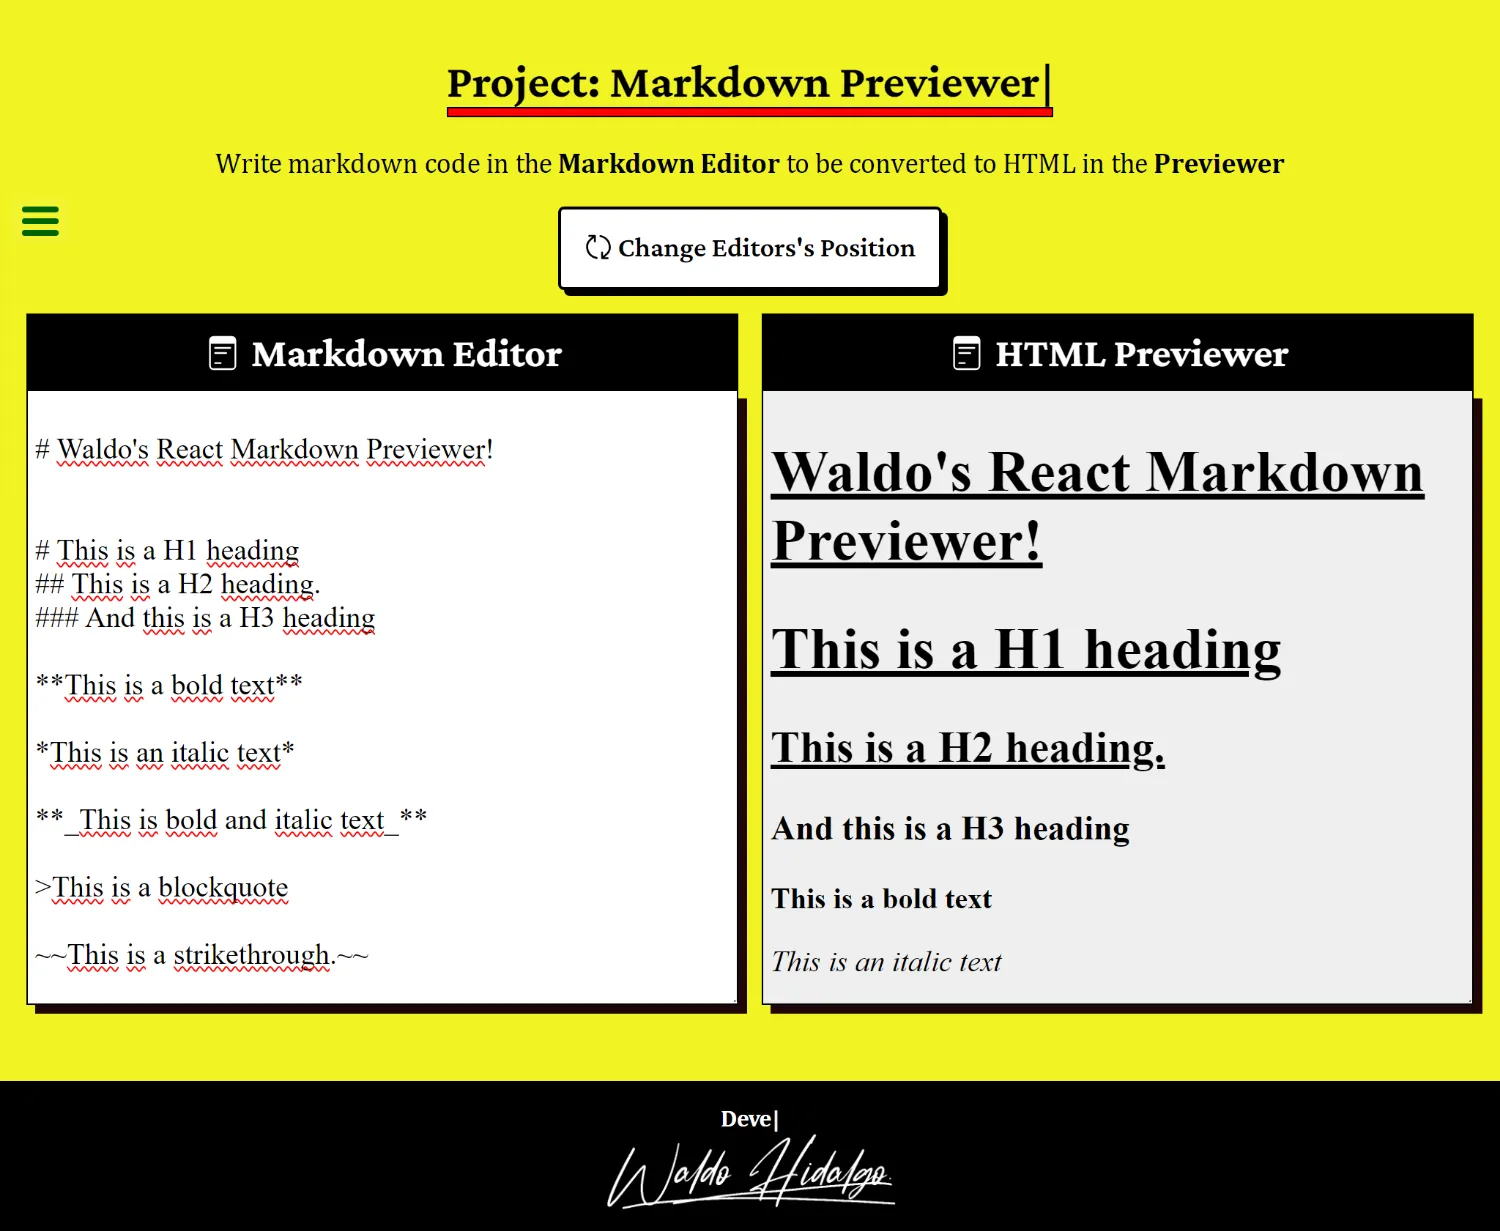 Project: Markdown Previewer|
Write markdown code in the Markdown Editor to be converted to HTML in the Previewer
Change Editors's Position
Markdown Editor
# Waldo's React Markdown Previewer!
# This is a H1 heading
## This is a H2 heading.
### And this is a H3 heading
**This is a bold text**
*This is an italic text*
**_This is bold and italic text_**
>This is a blockquote
~~This is a strikethrough.~~
HTML Previewer
Waldo's React Markdown
Previewer!
This is a H1 heading
This is a H2 heading.
And this is a H3 heading
This is a bold text
This is an italic text
Deve|
Waldo Hidalgo.